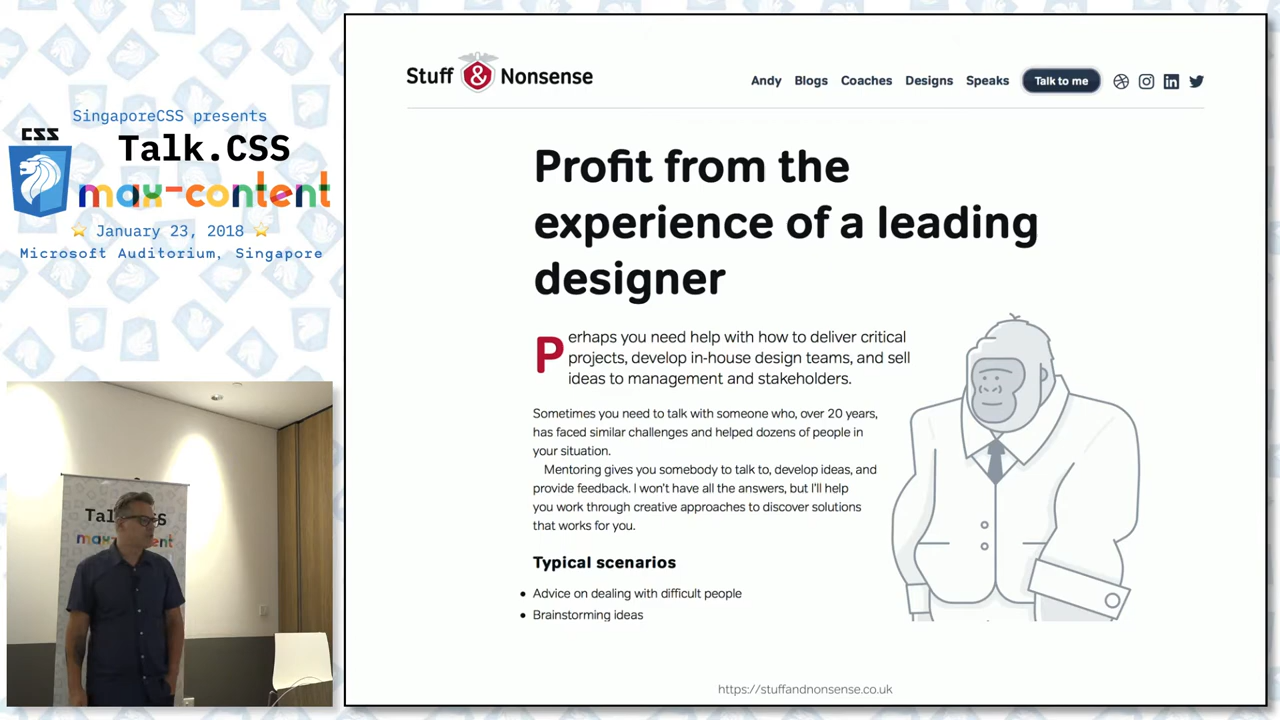 SingaporeCSS presents
CSS
Talk.CSS
max-content
January 23, 2018
Microsoft Auditorium, Singapore
Stuff & Nonsense
Andy Blogs Coaches Designs Speaks Talk to me
Profit from the
experience of a leading
designer
Perhaps you need help with how to deliver critical
projects, develop in-house design teams, and sell
ideas to management and stakeholders.
Sometimes you need to talk with someone who, over 20 years,
has faced similar challenges and helped dozens of people in
your situation.
Mentoring gives you somebody to talk to, develop ideas, and
provide feedback. I won't have all the answers, but I'll help
you work through creative approaches to discover solutions
that works for you.
Typical scenarios
Advice on dealing with difficult people
Brainstorming ideas
https://stuffandnonsense.co.uk